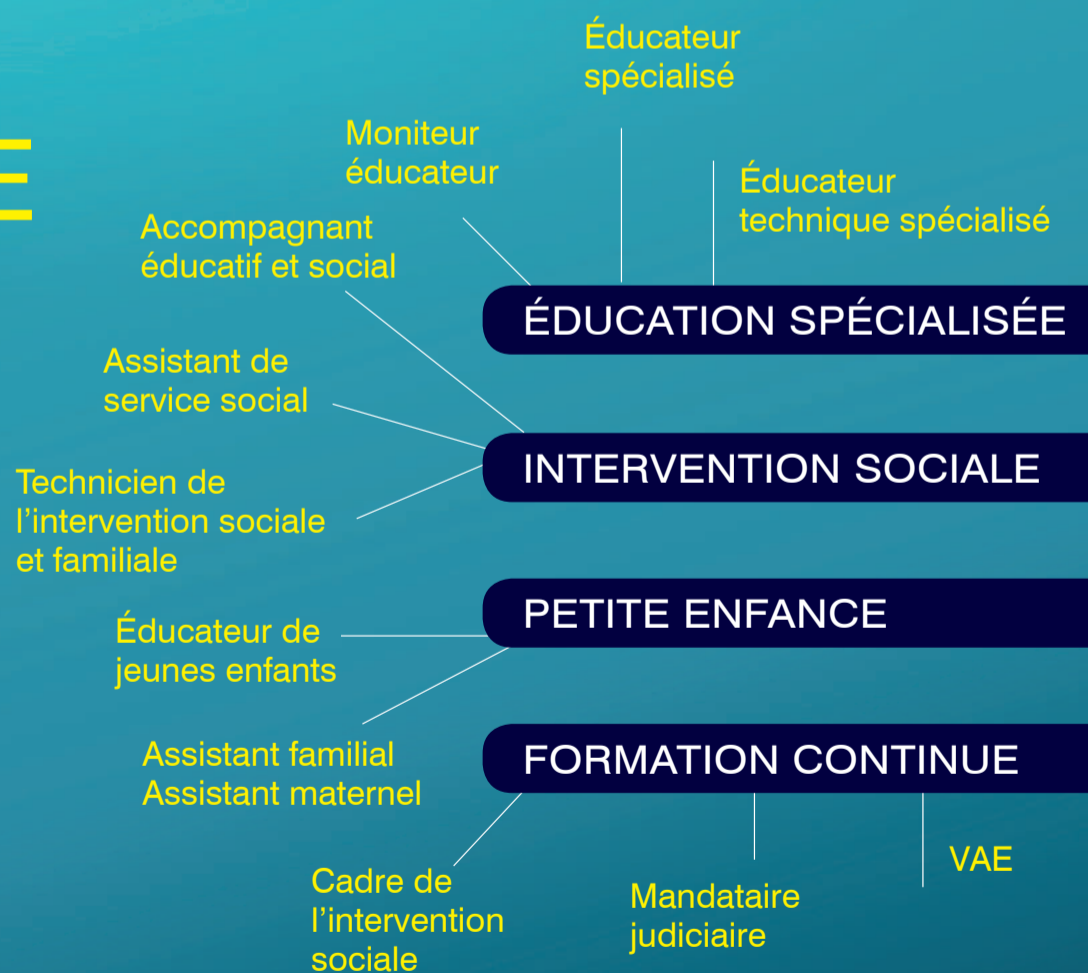 Éducateur
spécialisé
Moniteur
éducateur
Éducateur
technique spécialisé
Accompagnant
éducatif et social
ÉDUCATION SPÉCIALISÉE
Assistant de
service social
INTERVENTION SOCIALE
Technicien de
l’intervention sociale
et familiale
PETITE ENFANCE
Éducateur de
jeunes enfants
Assistant familial
Assistant maternel
FORMATION CONTINUE
Cadre de
l’intervention
sociale
Mandataire
judiciaire
VAE